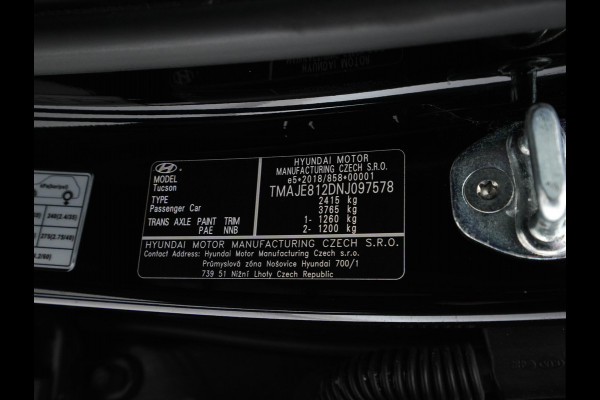 MODEL
Tucson
TYPE
Passenger Car
TRANS AXLE PAINT TRIM
PAE NNB
HYUNDAI MOTOR
MANUFACTURING CZECH S.R.O.
e5*2018/858*00001
TMAJE812DNJ097578
2415 kg
3765 kg
1- 1260 kg
2- 1200 kg
HYUNDAI MOTOR MANUFACTURING CZECH S.R.O.
Contact Address: Hyundai Motor Manufacturing Czech s.r.o.
Průmyslová zóna Nošovice Hyundai 700/1
739 51 Nižní Lhoty Czech Republic